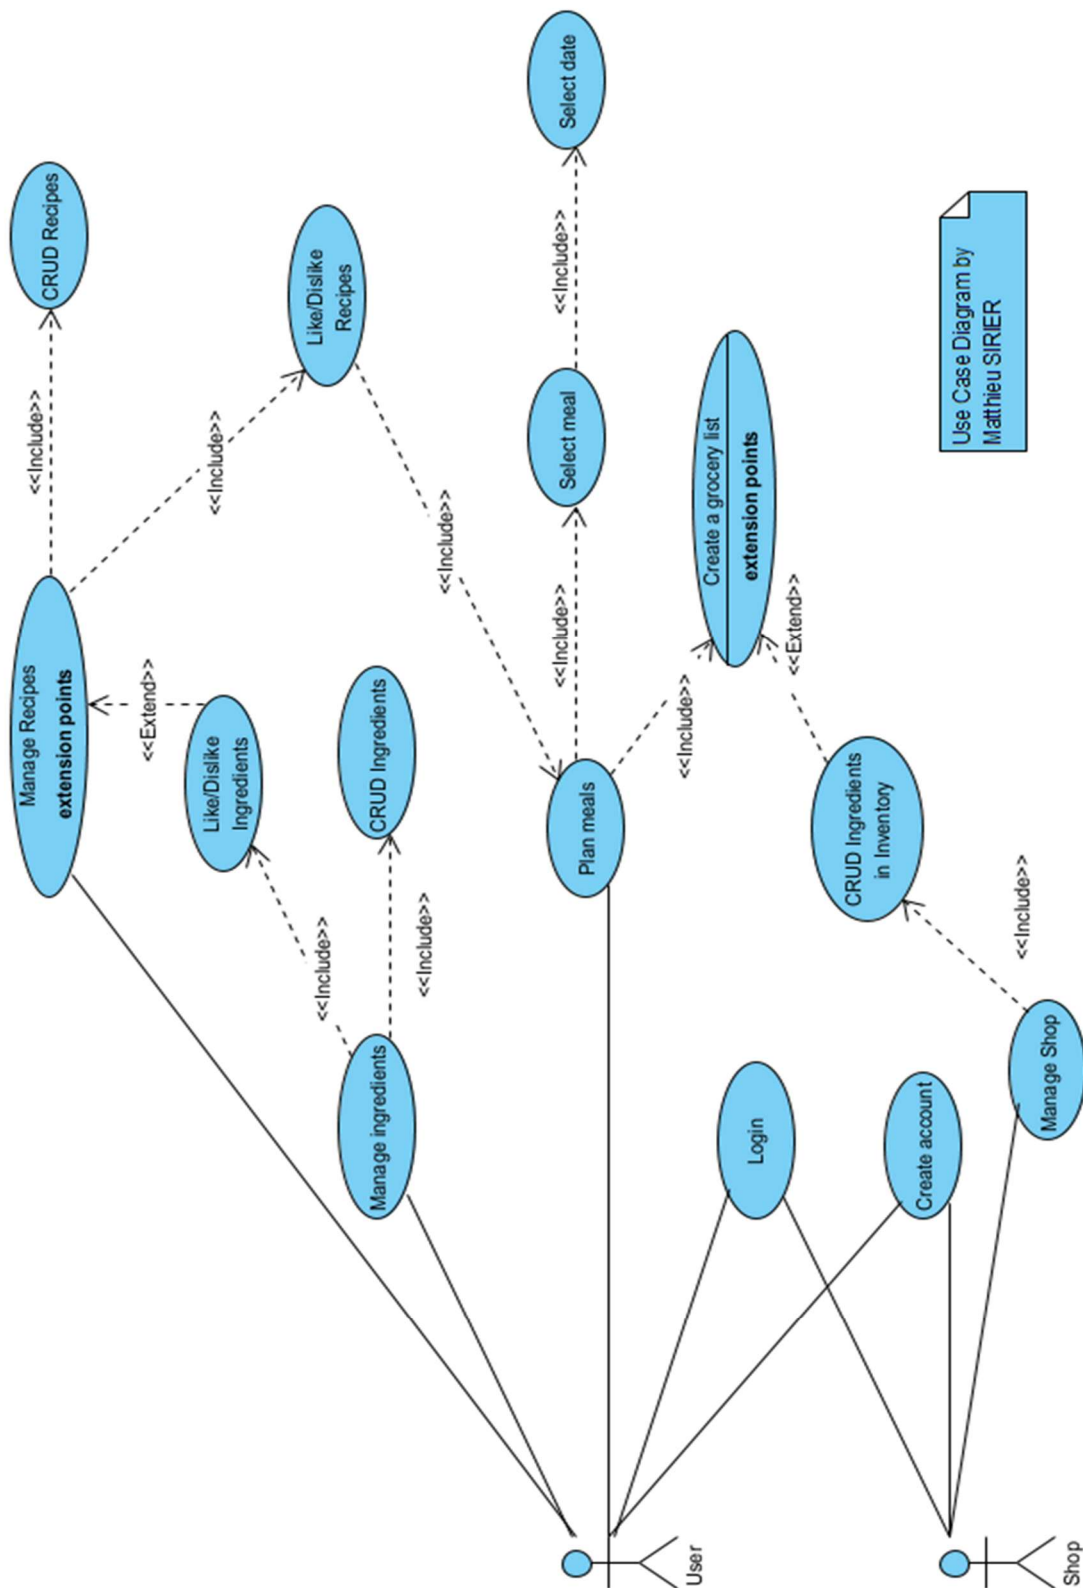 Manage Recipes
extension points
<<Include>>
CRUD Recipes
<<Extend>>
<<Include>>
Like/Dislike
Ingredients
Like/Dislike
Recipes
<<Include>>
Manage ingredients
<<Include>>
CRUD Ingredients
<<Include>>
Plan meals
<<Include>>
Select meal
<<Include>>
Select date
<<Include>>
Create a grocery list
extension points
<<Extend>>
User
Login
CRUD Ingredients
in Inventory
Create account
<<Include>>
Manage Shop
Shop
Use Case Diagram by
Matthieu SIRIER